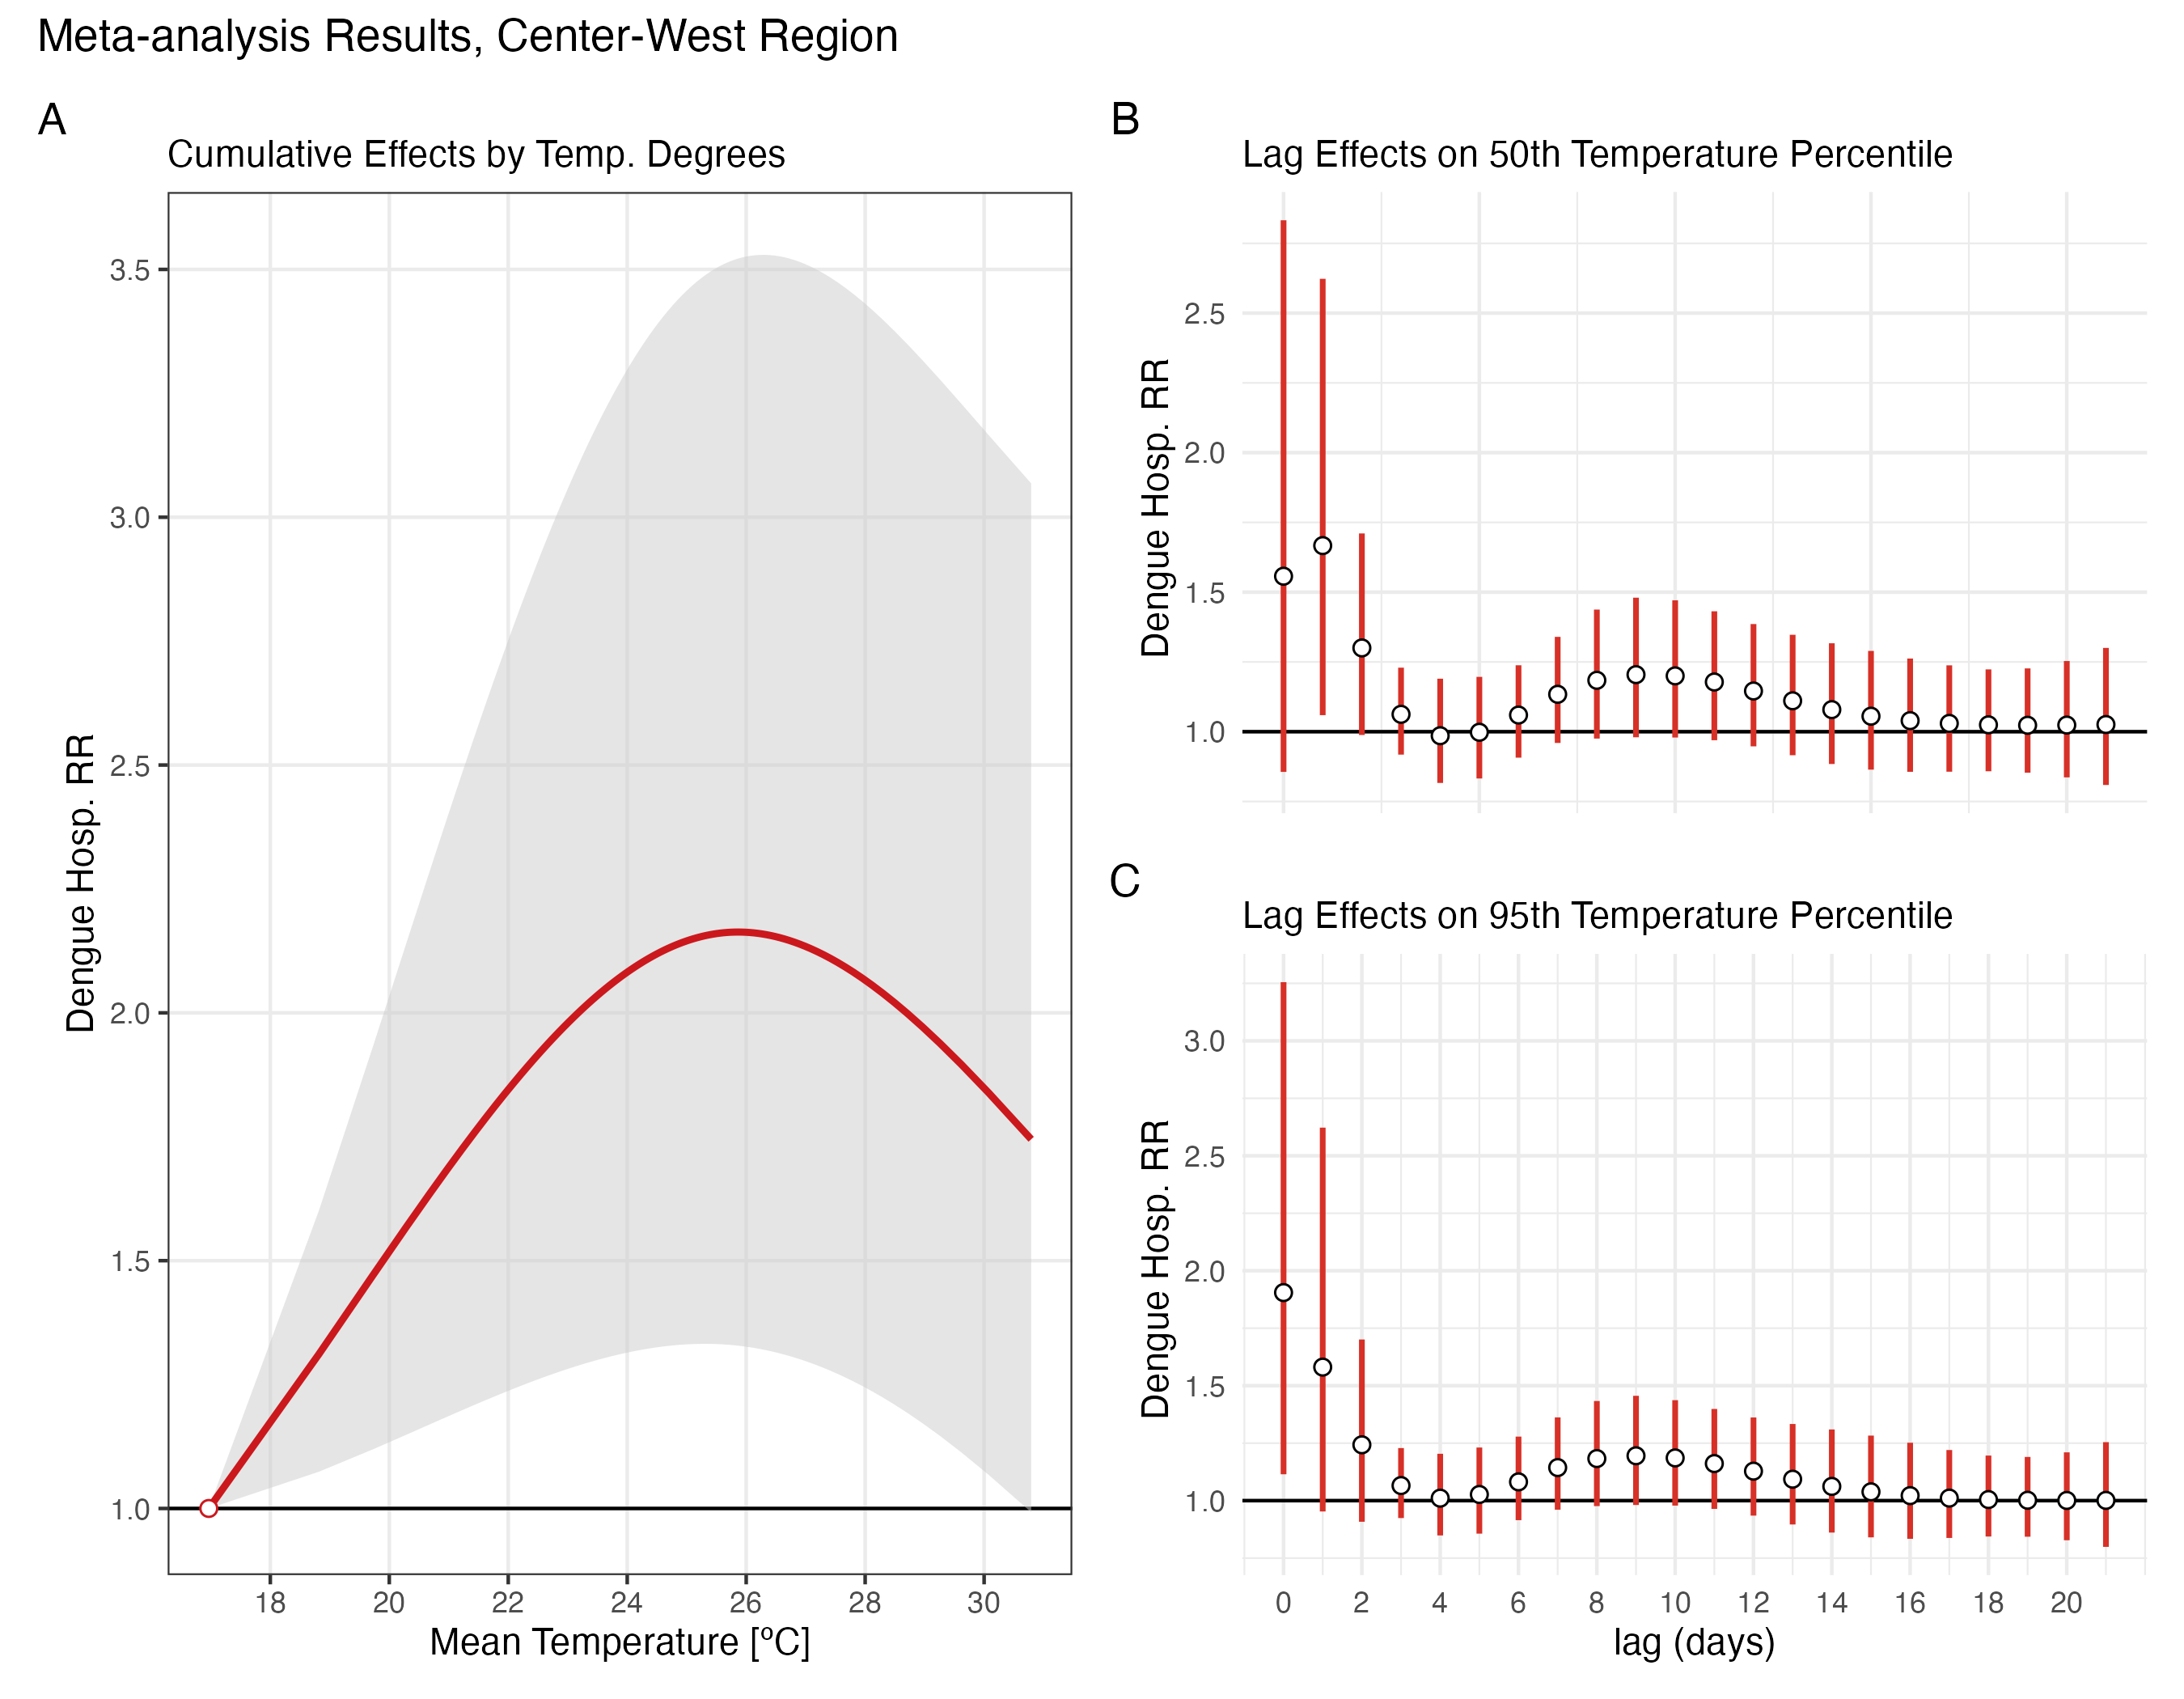 Meta-analysis Results, Center-West Region
A
Cumulative Effects by Temp. Degrees
Dengue Hosp. RR
3.5
3.0
2.5
2.0
1.5
1.0
18 20 22 24 26 28 30
Mean Temperature [ºC]
B
Lag Effects on 50th Temperature Percentile
Dengue Hosp. RR
2.5
2.0
1.5
1.0
C
Lag Effects on 95th Temperature Percentile
Dengue Hosp. RR
3.0
2.5
2.0
1.5
1.0
0 2 4 6 8 10 12 14 16 18 20
lag (days)